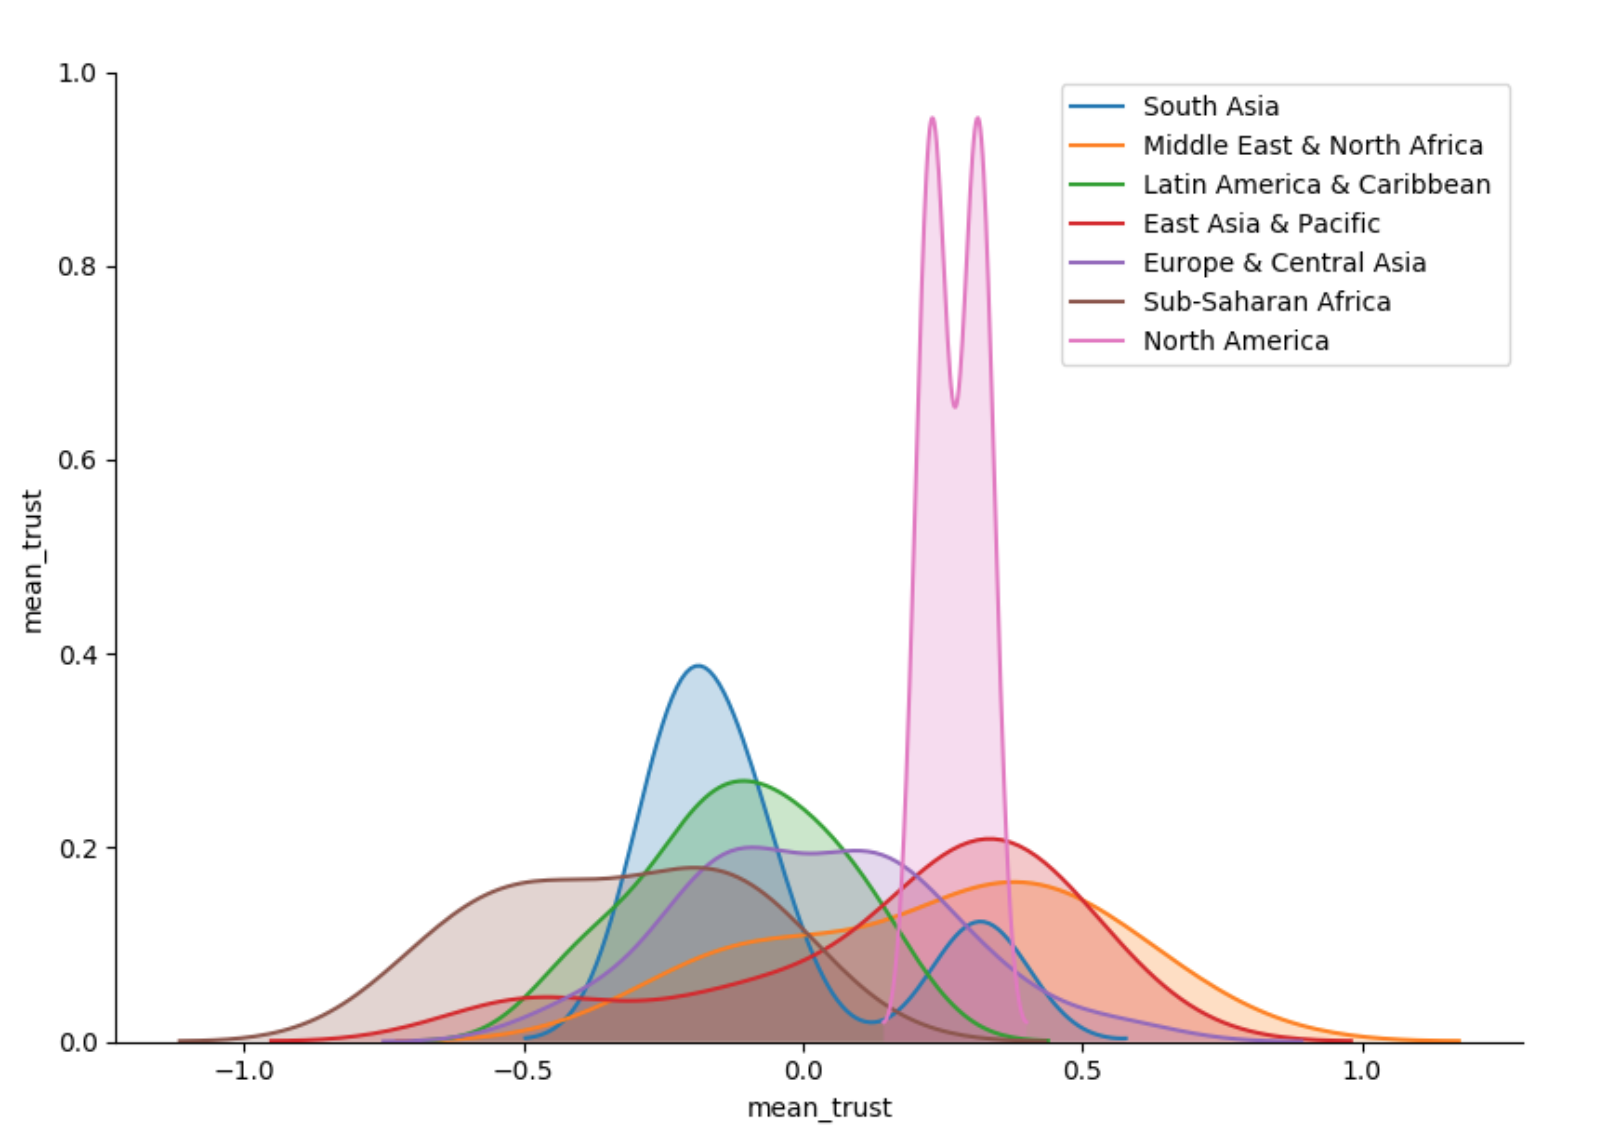 1.0
0.8
0.6
0.4
0.2
0.0
mean_trust
South Asia
Middle East & North Africa
Latin America & Caribbean
East Asia & Pacific
Europe & Central Asia
Sub-Saharan Africa
North America
−1.0
−0.5
0.0
0.5
1.0
mean_trust